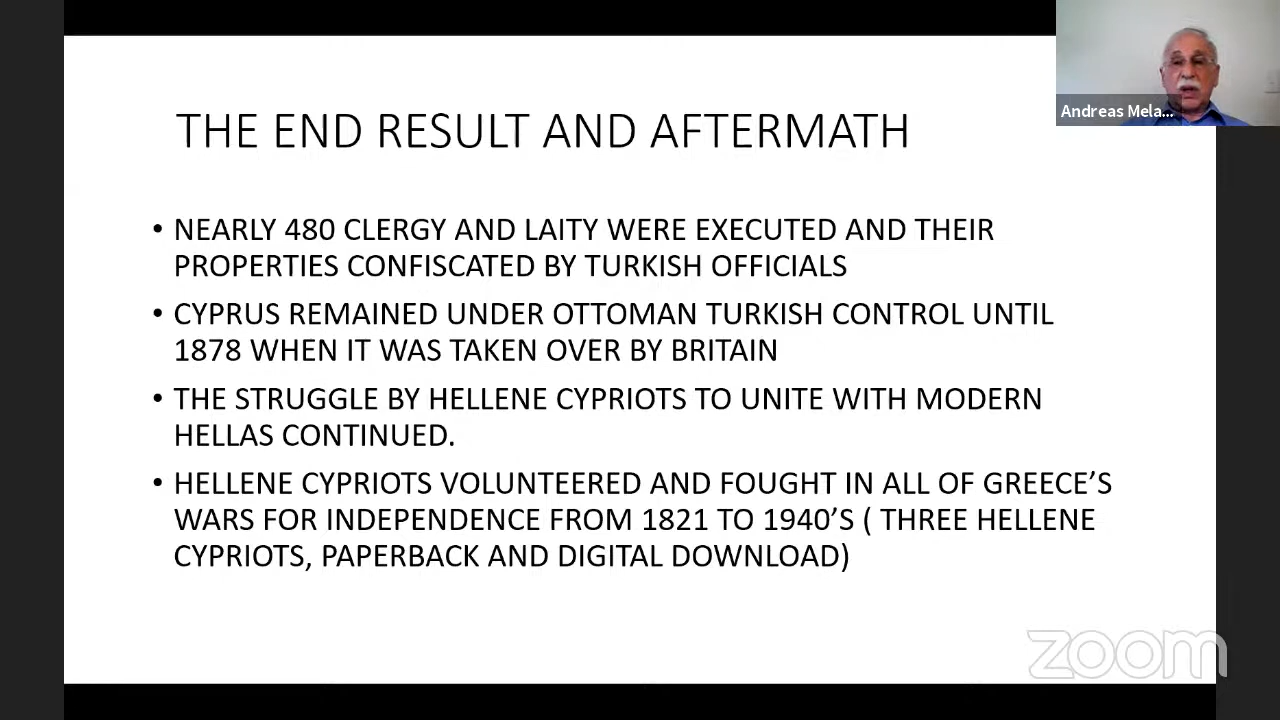 Andreas Mela...
THE END RESULT AND AFTERMATH
• NEARLY 480 CLERGY AND LAITY WERE EXECUTED AND THEIR
PROPERTIES CONFISCATED BY TURKISH OFFICIALS
• CYPRUS REMAINED UNDER OTTOMAN TURKISH CONTROL UNTIL
1878 WHEN IT WAS TAKEN OVER BY BRITAIN
• THE STRUGGLE BY HELLENE CYPRIOTS TO UNITE WITH MODERN
HELLAS CONTINUED.
• HELLENE CYPRIOTS VOLUNTEERED AND FOUGHT IN ALL OF GREECE’S
WARS FOR INDEPENDENCE FROM 1821 TO 1940’S ( THREE HELLENE
CYPRIOTS, PAPERBACK AND DIGITAL DOWNLOAD)
zoom